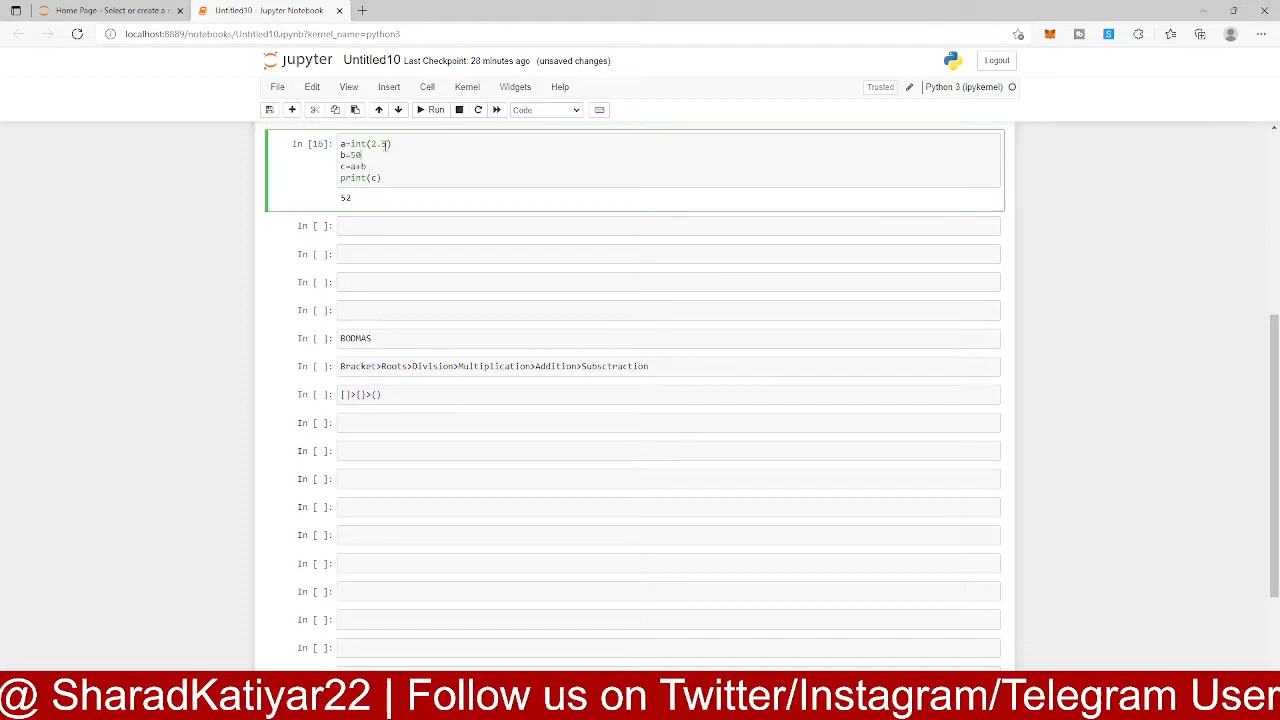 Home Page - Select or create a n
Untitled10 - Jupyter Notebook
localhost:8889/notebooks/Untitled10.ipynb?kernel_name=python3
S
jupyter Untitled10 Last Checkpoint: 28 minutes ago (unsaved changes)
Logout
File Edit View Insert Cell Kernel Widgets Help
Trusted
Python 3 (ipykernel)
Run
Code
In [16]: a=int(2.5)
b=50
c=a+b
print(c)
52
In [ ]:
In [ ]:
In [ ]:
In [ ]:
In [ ]: BODMAS
In [ ]: Bracket>Roots>Division>Multiplication>Addition>Subsctraction
In [ ]: []>{}>()
In [ ]:
In [ ]:
In [ ]:
In [ ]:
In [ ]:
In [ ]:
In [ ]:
In [ ]:
In [ ]:
@ SharadKatiyar22 | Follow us on Twitter/Instagram/Telegram User